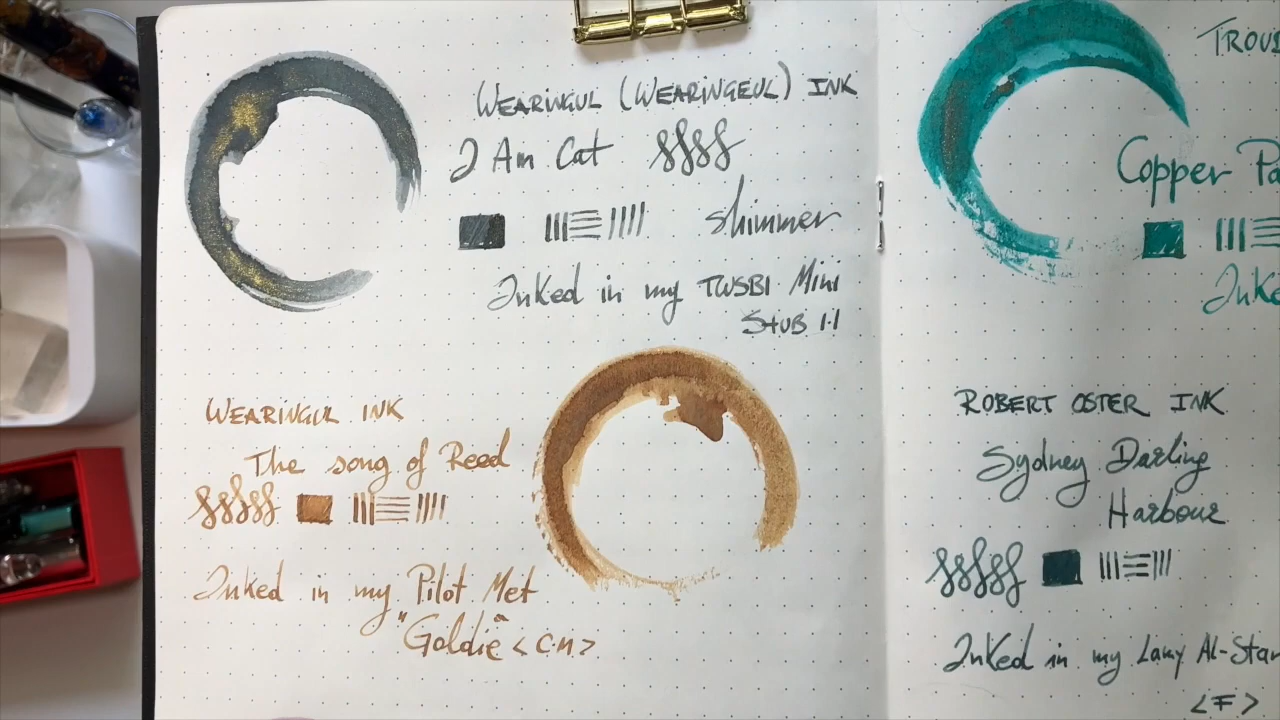 WEARINGUL (WEARINGEUL) INK
I Am Cat
shimmer
Inked in my TWSBI Mini
STUB 1.1
WEARINGUL INK
The song of Reed
Inked in my Pilot Met
"Goldie" <CM>
Copper
ROBERT OSTER INK
Sydney Darling
Harbour
Inked in my Lamy Al-Star
<F>